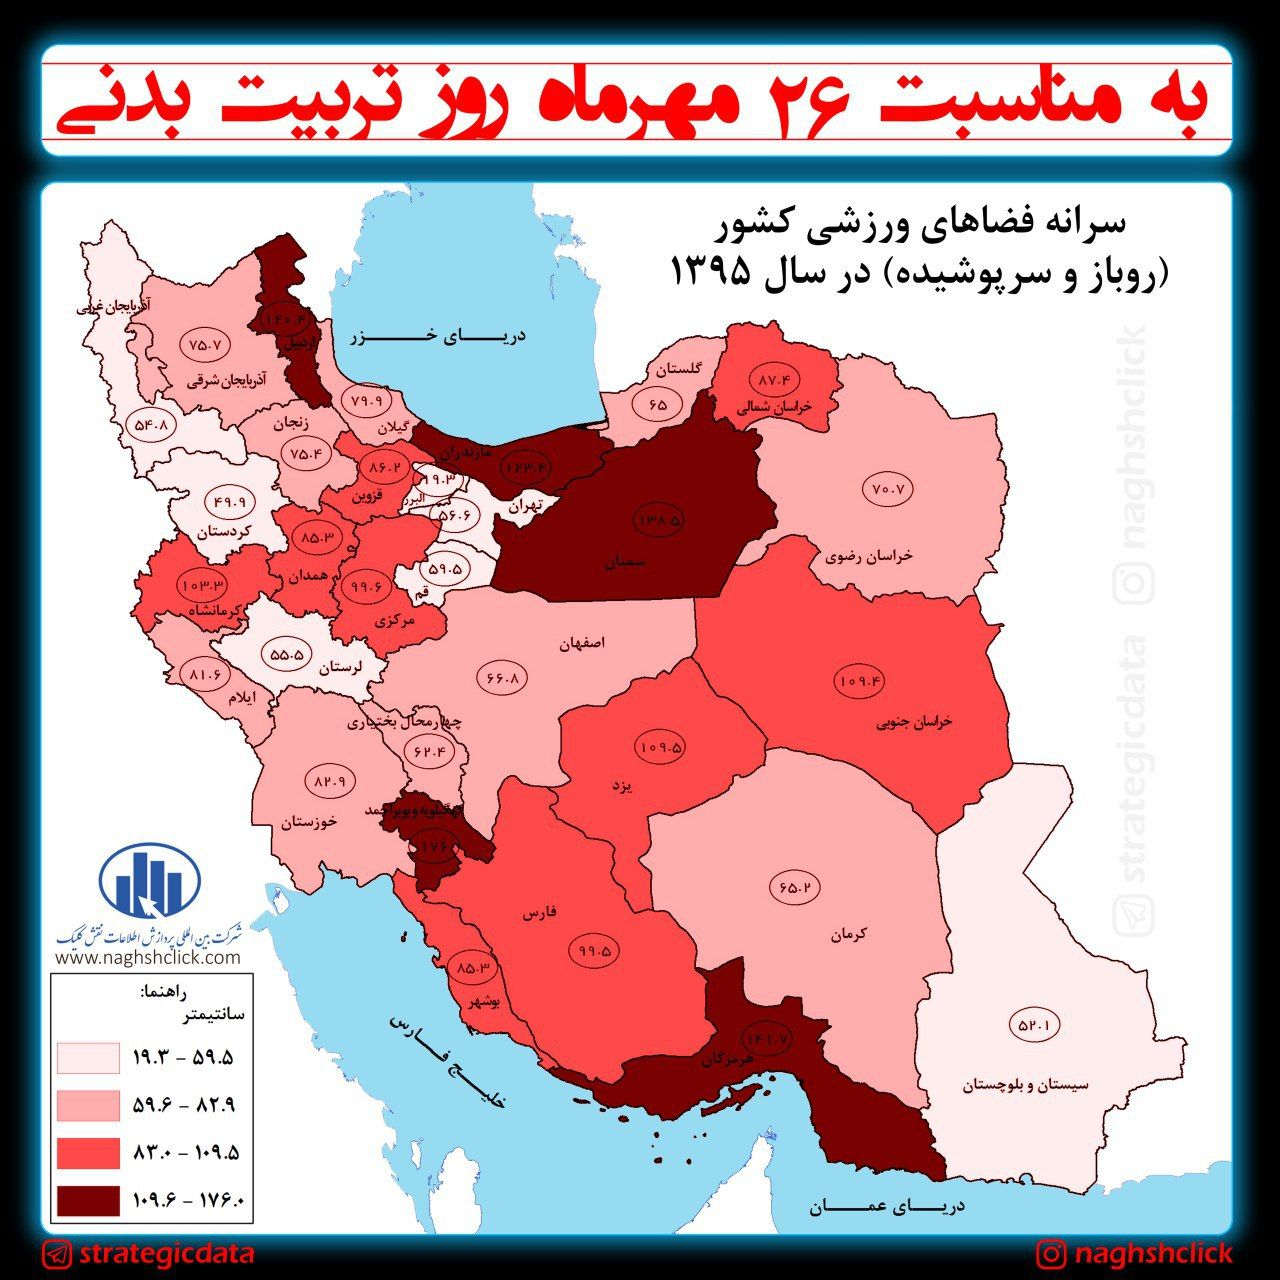 به مناسبت ۲۶ مهرماه روز تربیت بدنی
سرانه فضاهای ورزشی کشور
(روباز و سرپوشیده) در سال ۱۳۹۵
دریای خزر
آذربایجان غربی
۵۴.۸
۷۵.۷
آذربایجان شرقی
۱۲۰.۴
اردبیل
۷۹.۹
گیلان
زنجان
۷۵.۴
۸۶.۲
قزوین
مازندران
۱۲۳.۴
۱۹.۳
البرز
تهران
۵۶.۶
گلستان
۶۵
۸۷.۴
خراسان شمالی
۷۰.۷
خراسان رضوی
۱۳۸.۵
سمنان
۴۹.۹
کردستان
۸۵.۳
همدان
۵۹.۵
قم
۱۰۳.۳
کرمانشاه
۹۹.۶
مرکزی
۵۵.۵
لرستان
۸۱.۶
ایلام
اصفهان
۶۶.۸
۱۰۹.۴
خراسان جنوبی
چهارمحال بختیاری
۶۲.۴
۱۰۹.۵
یزد
۸۲.۹
خوزستان
کهگیلویه و بویراحمد
۱۷۶
۶۵.۲
کرمان
فارس
۹۹.۵
۸۵.۳
بوشهر
۱۴۱.۷
هرمزگان
۵۲.۱
سیستان و بلوچستان
خلیج فارس
دریای عمان
شرکت بین المللی پردازش اطلاعات نقش کلیک
www.naghshclick.com
راهنما:
سانتیمتر
۱۹.۳ - ۵۹.۵
۵۹.۶ - ۸۲.۹
۸۳.۰ - ۱۰۹.۵
۱۰۹.۶ - ۱۷۶.۰
strategicdata naghshclick
strategicdata
naghshclick